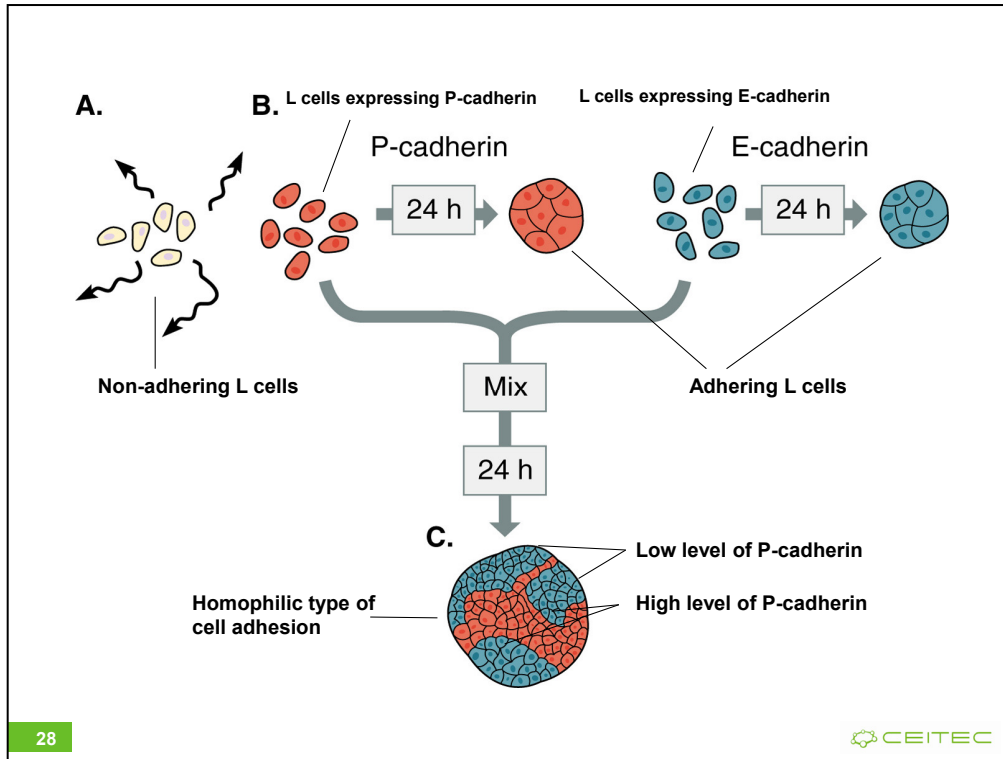 A.
B.
L cells expressing P-cadherin
L cells expressing E-cadherin
P-cadherin
E-cadherin
24 h
24 h
Non-adhering L cells
Mix
Adhering L cells
24 h
C.
Low level of P-cadherin
High level of P-cadherin
Homophilic type of
cell adhesion
28
CEITEC